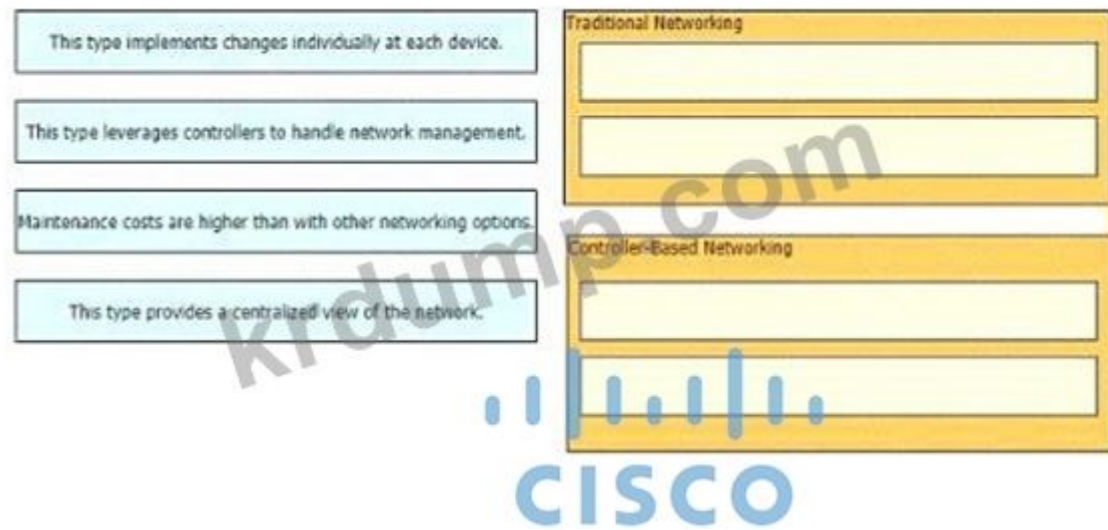 This type implements changes individually at each device.
This type leverages controllers to handle network management.
Maintenance costs are higher than with other networking options.
This type provides a centralized view of the network.
Traditional Networking
Controller-Based Networking
krdump.com
CISCO